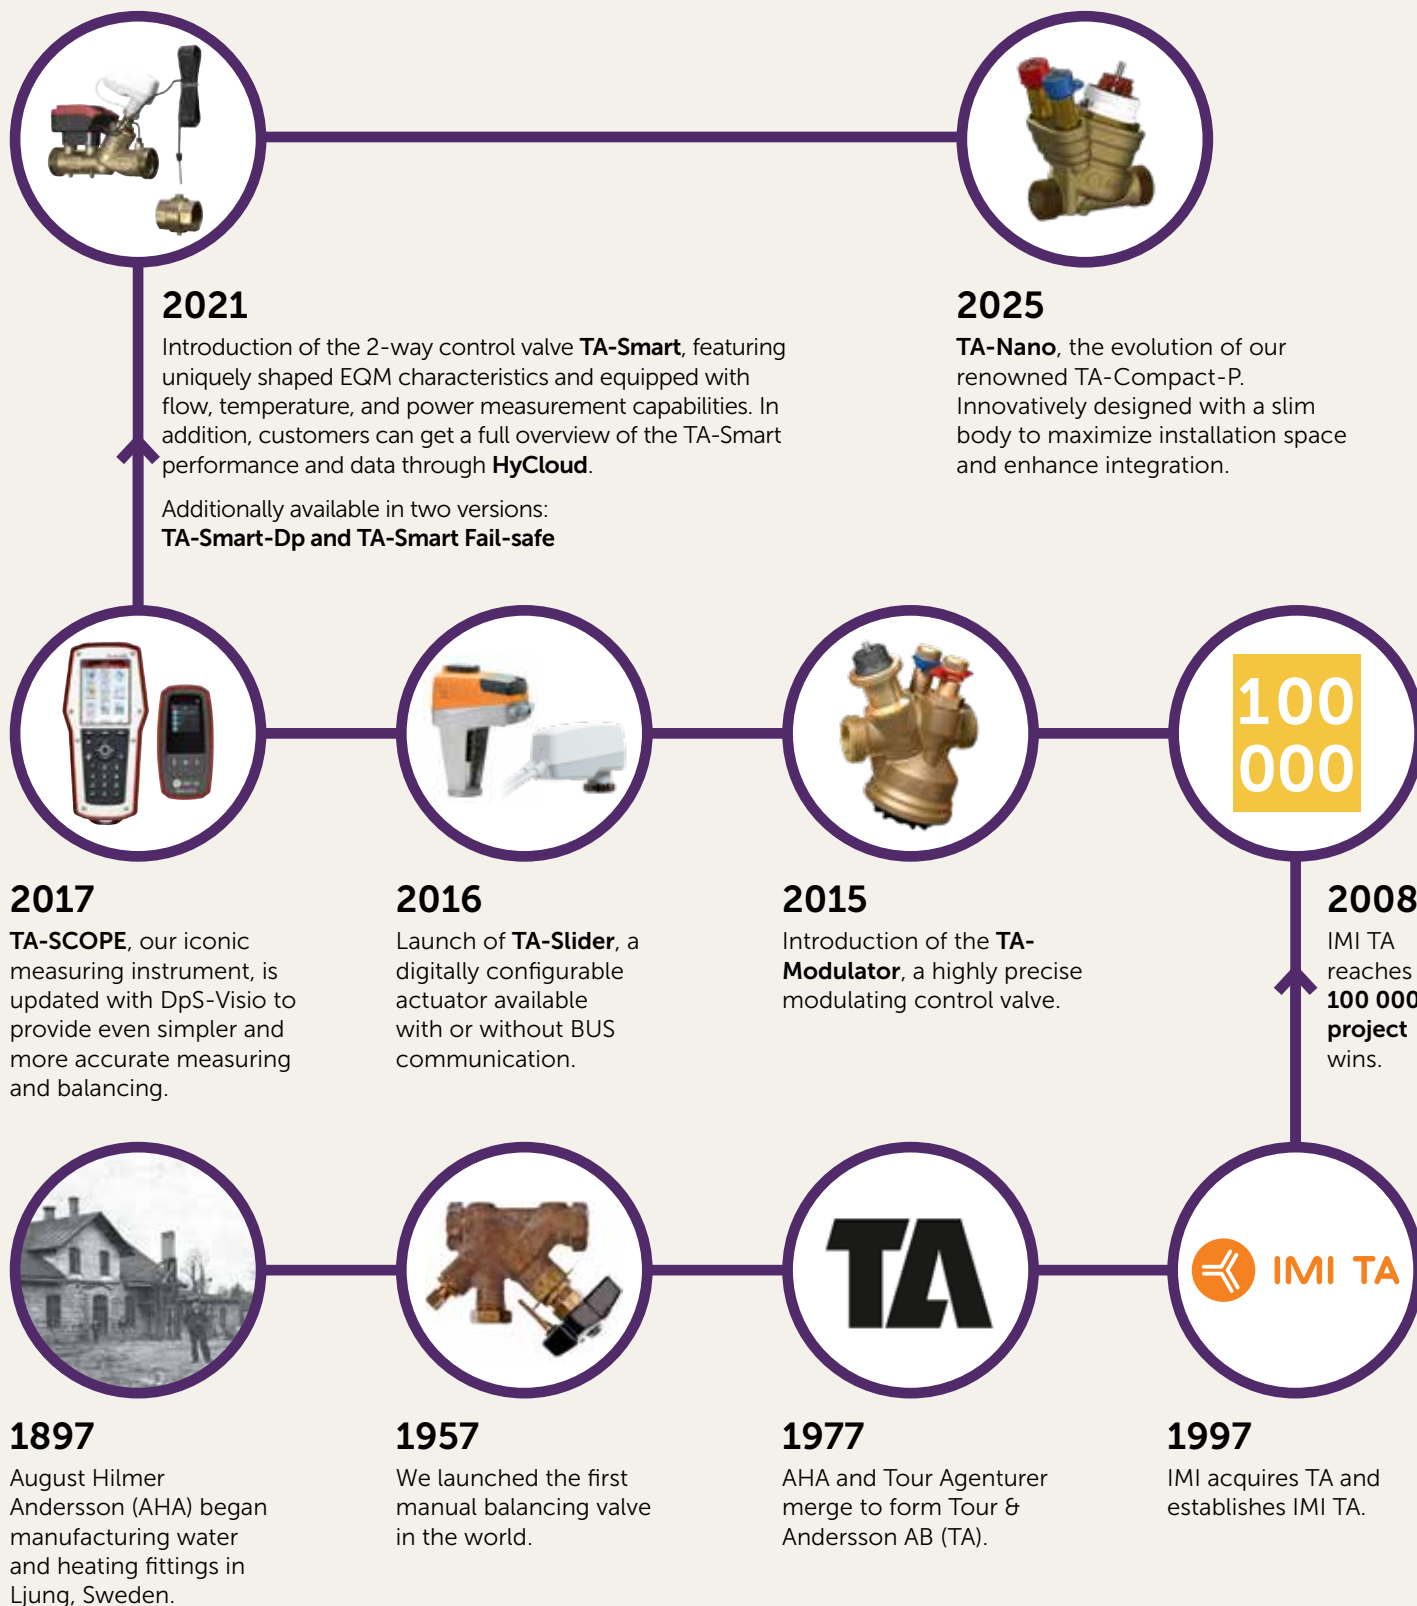 2021
Introduction of the 2-way control valve TA-Smart, featuring
uniquely shaped EQM characteristics and equipped with
flow, temperature, and power measurement capabilities. In
addition, customers can get a full overview of the TA-Smart
performance and data through HyCloud.
Additionally available in two versions:
TA-Smart-Dp and TA-Smart Fail-safe
2025
TA-Nano, the evolution of our
renowned TA-Compact-P.
Innovatively designed with a slim
body to maximize installation space
and enhance integration.
100
000
2017
TA-SCOPE, our iconic
measuring instrument, is
updated with DpS-Visio to
provide even simpler and
more accurate measuring
and balancing.
2016
Launch of TA-Slider, a
digitally configurable
actuator available
with or without BUS
communication.
2015
Introduction of the TA-
Modulator, a highly precise
modulating control valve.
2008
IMI TA
reaches
100 000
project
wins.
TA
IMI TA
1897
August Hilmer
Andersson (AHA) began
manufacturing water
and heating fittings in
Ljung, Sweden.
1957
We launched the first
manual balancing valve
in the world.
1977
AHA and Tour Agenturer
merge to form Tour &
Andersson AB (TA).
1997
IMI acquires TA and
establishes IMI TA.